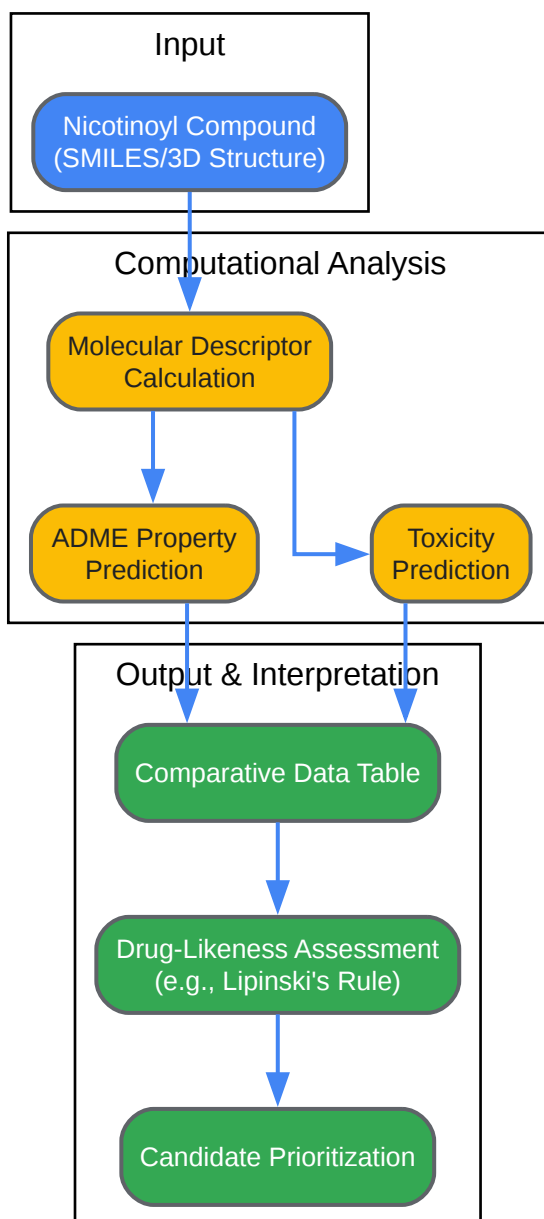 Input
Nicotinoyl Compound
(SMILES/3D Structure)
Computational Analysis
Molecular Descriptor
Calculation
ADME Property
Prediction
Toxicity
Prediction
Output & Interpretation
Comparative Data Table
Drug-Likeness Assessment
(e.g., Lipinski's Rule)
Candidate Prioritization